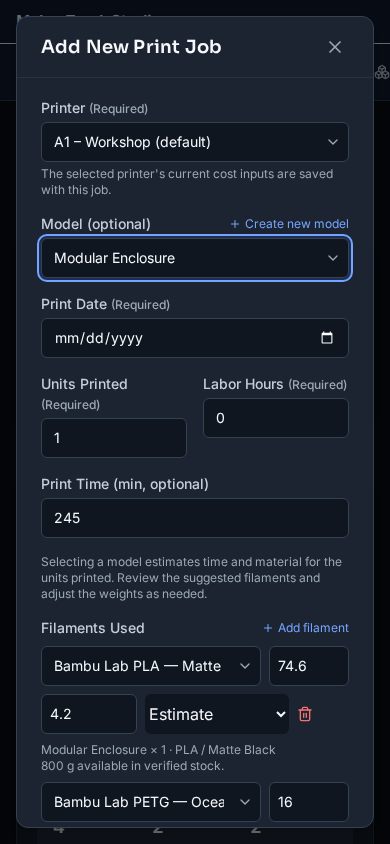 Add New Print Job
Printer (Required)
A1 – Workshop (default)
The selected printer's current cost inputs are saved
with this job.
Model (optional)
+ Create new model
Modular Enclosure
Print Date (Required)
mm/dd/yyyy
Units Printed
(Required)
Labor Hours (Required)
1
0
Print Time (min, optional)
245
Selecting a model estimates time and material for the
units printed. Review the suggested filaments and
adjust the weights as needed.
Filaments Used
+ Add filament
Bambu Lab PLA — Matte
74.6
4.2
Estimate
Modular Enclosure × 1 · PLA / Matte Black
800 g available in verified stock.
Bambu Lab PETG — Ocea
16